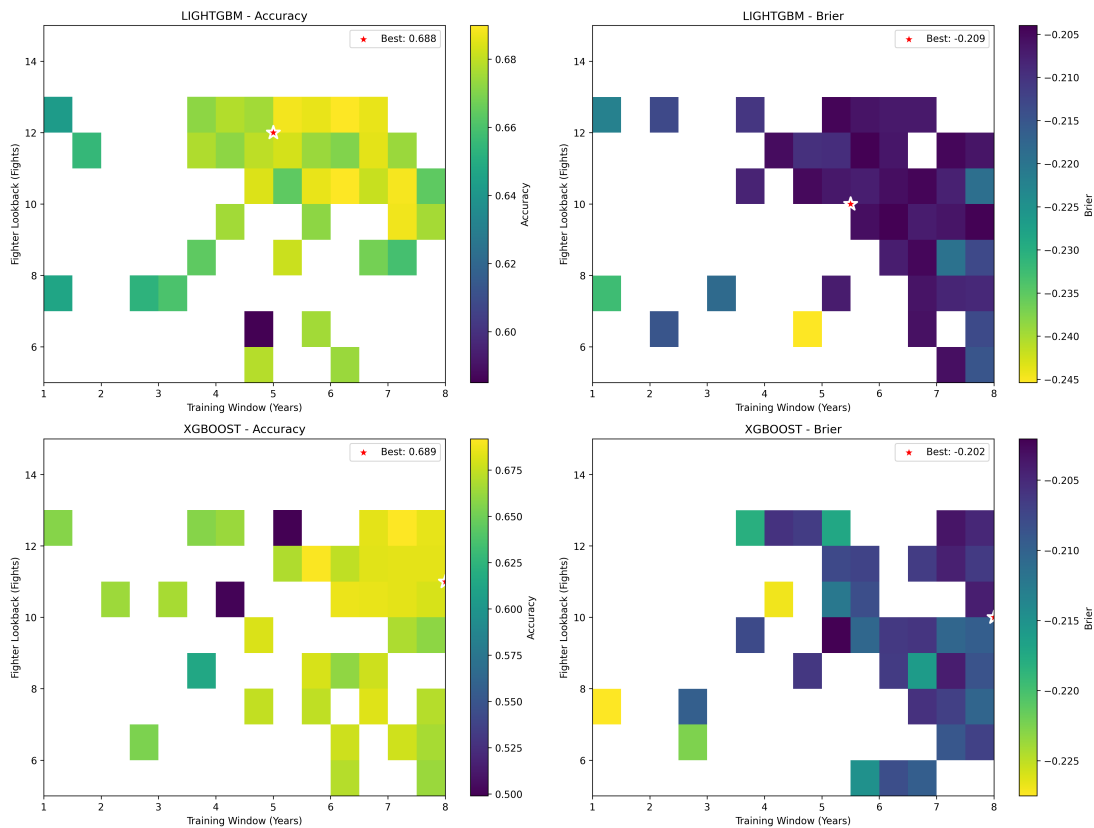 LIGHTGBM - Accuracy
Best: 0.688
14
12
10
8
6
1 2 3 4 5 6 7 8
Fighter Lookback (Fights)
Training Window (Years)
0.68
0.66
0.64
0.62
0.60
Accuracy
LIGHTGBM - Brier
Best: -0.209
14
12
10
8
6
1 2 3 4 5 6 7 8
Fighter Lookback (Fights)
Training Window (Years)
−0.205
−0.210
−0.215
−0.220
−0.225
−0.230
−0.235
−0.240
−0.245
Brier
XGBOOST - Accuracy
Best: 0.689
14
12
10
8
6
1 2 3 4 5 6 7 8
Fighter Lookback (Fights)
Training Window (Years)
0.675
0.650
0.625
0.600
0.575
0.550
0.525
0.500
Accuracy
XGBOOST - Brier
Best: -0.202
14
12
10
8
6
1 2 3 4 5 6 7 8
Fighter Lookback (Fights)
Training Window (Years)
−0.205
−0.210
−0.215
−0.220
−0.225
Brier